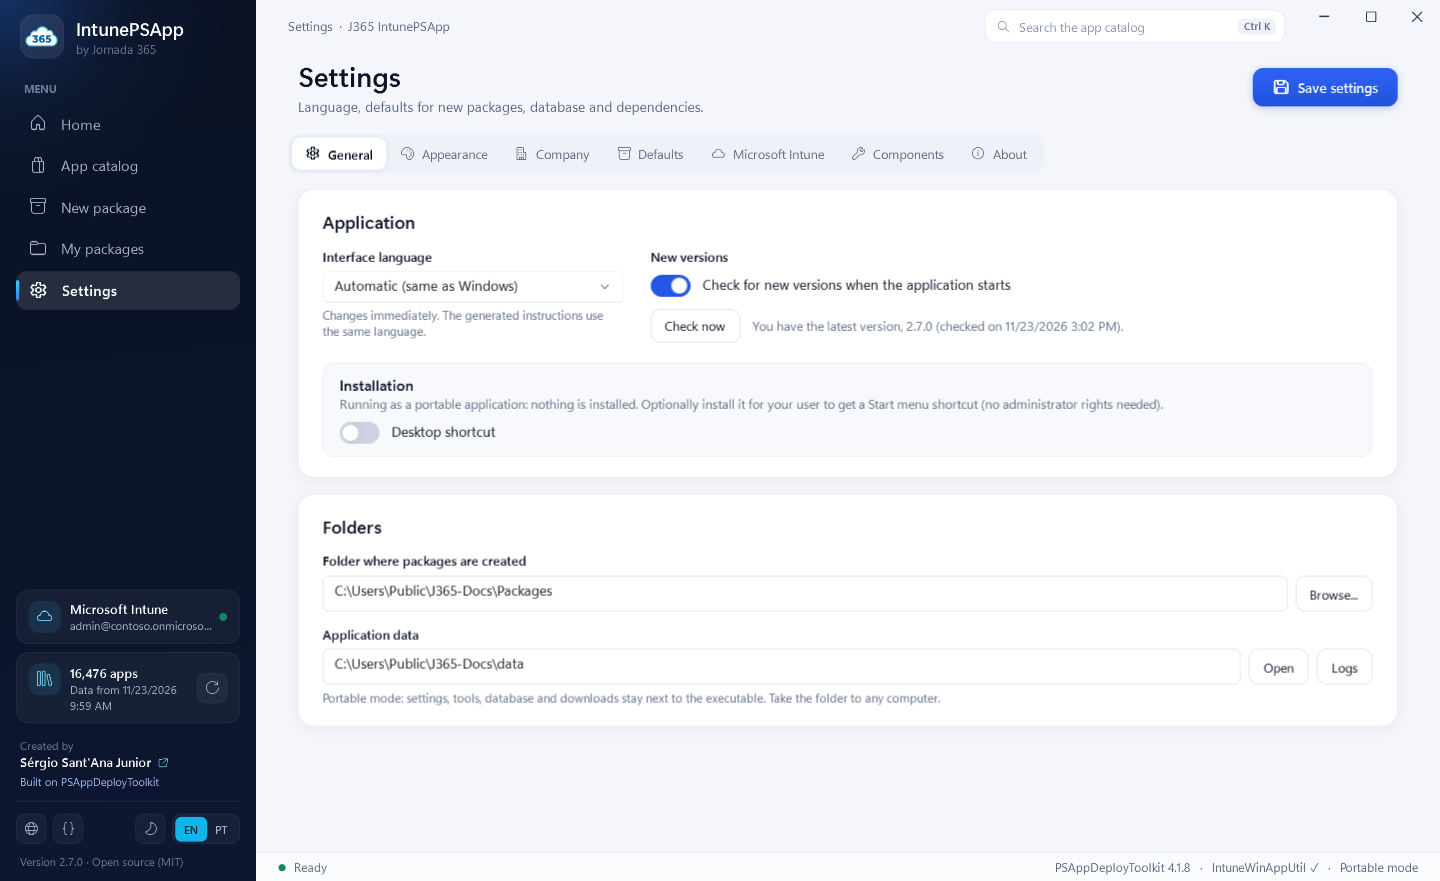 365
IntunePSApp
by Jornada 365
MENU
Home
App catalog
New package
My packages
Settings
Microsoft Intune
admin@contoso.onmicroso...
16,476 apps
Data from 11/23/2026
9:59 AM
Created by
Sérgio Sant'Ana Junior
Built on PSAppDeployToolkit
{} EN PT
Version 2.7.0 · Open source (MIT)
Settings · J365 IntunePSApp
Search the app catalog Ctrl K
Settings
Language, defaults for new packages, database and dependencies.
Save settings
General Appearance Company Defaults Microsoft Intune Components About
Application
Interface language
Automatic (same as Windows)
Changes immediately. The generated instructions use
the same language.
New versions
Check for new versions when the application starts
Check now You have the latest version, 2.7.0 (checked on 11/23/2026 3:02 PM).
Installation
Running as a portable application: nothing is installed. Optionally install it for your user to get a Start menu shortcut (no administrator rights needed).
Desktop shortcut
Folders
Folder where packages are created
C:\Users\Public\J365-Docs\Packages Browse...
Application data
C:\Users\Public\J365-Docs\data Open Logs
Portable mode: settings, tools, database and downloads stay next to the executable. Take the folder to any computer.
Ready PSAppDeployToolkit 4.1.8 · IntuneWinAppUtil ✓ · Portable mode